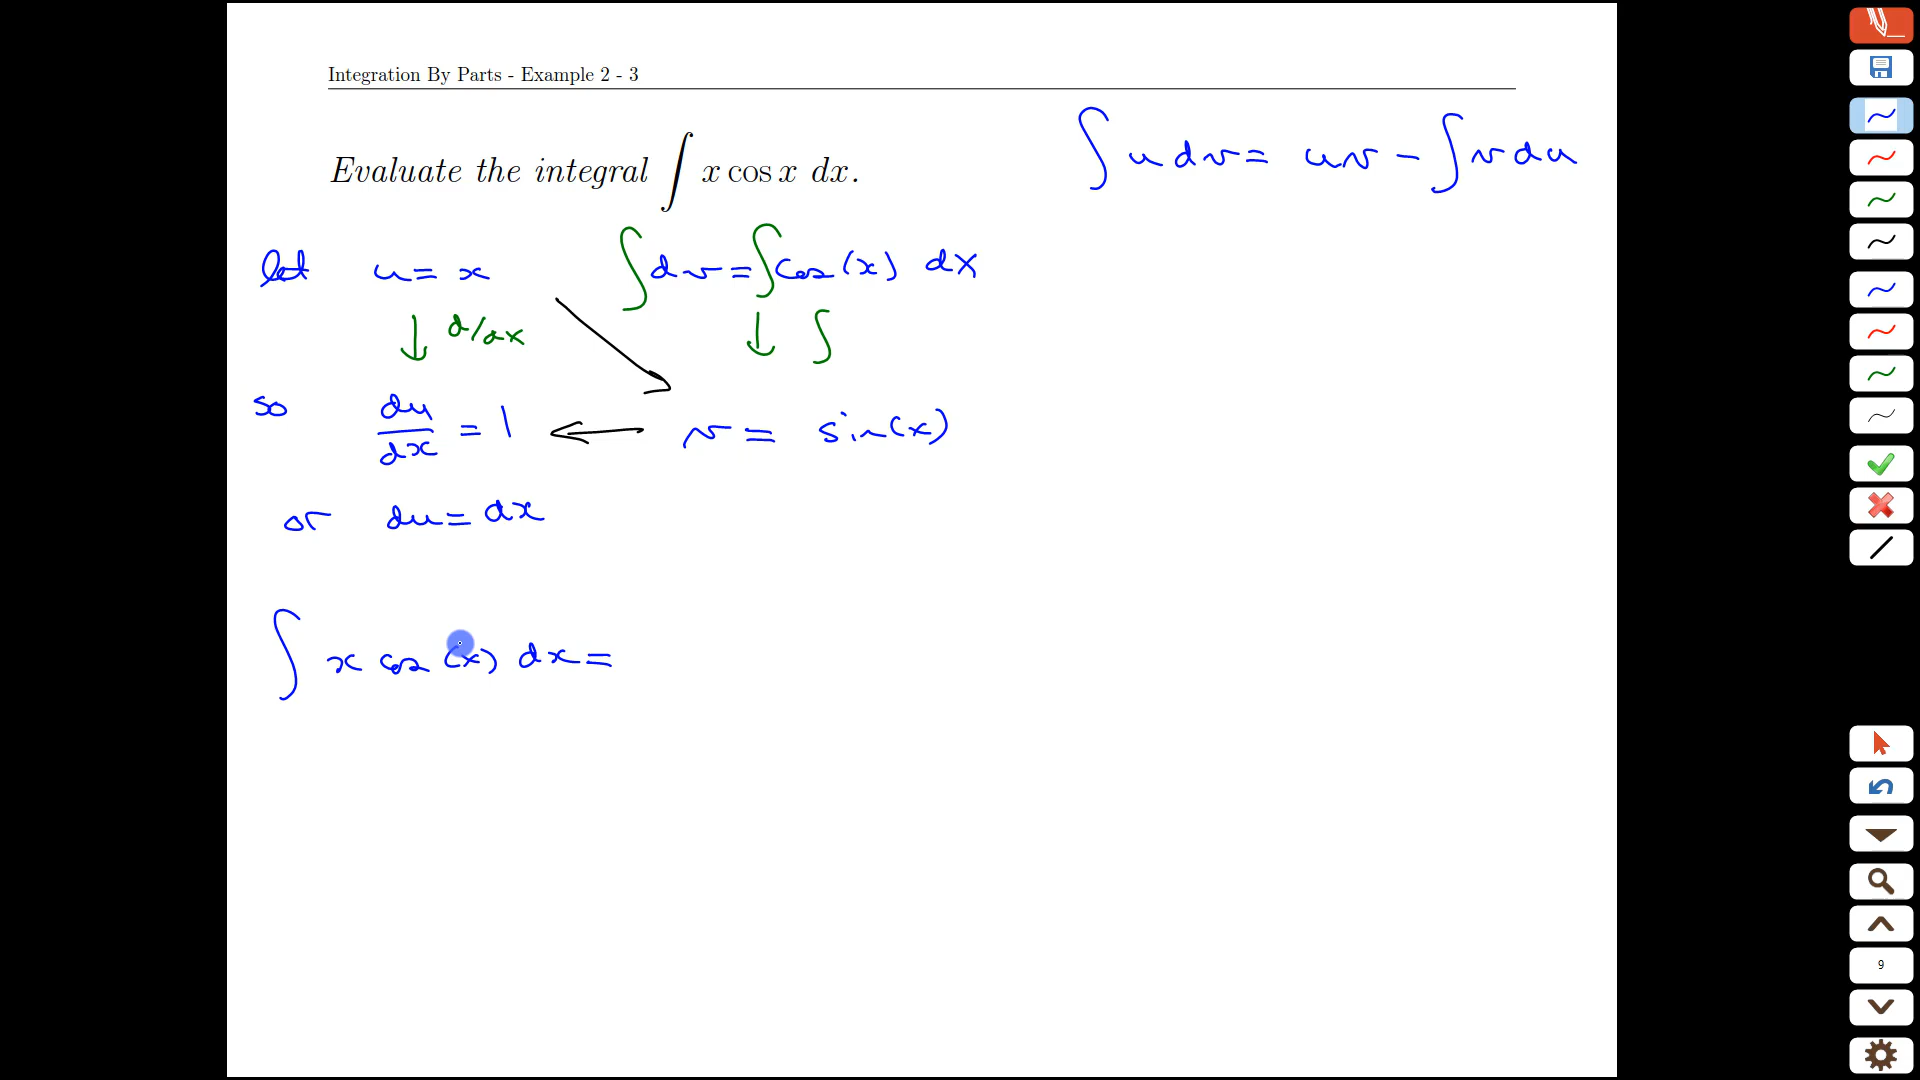 Integration By Parts - Example 2 - 3
Evaluate the integral ∫ x cos x dx.
∫ u dv = uv - ∫ v du
let u = x ∫ dv = ∫ cos(x) dx
↓ d/dx ↓ ∫
so du/dx = 1 ← v = sin(x)
or du = dx
∫ x cos(x) dx =
9